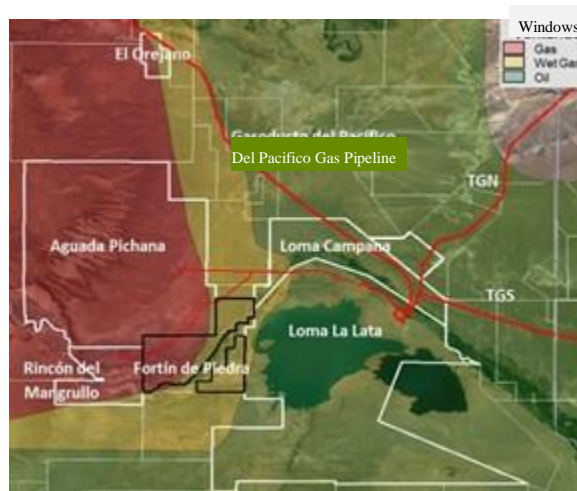 Windows
Gas
Wet Gas
Oil
El Orejano
Gasoducto del Pacífico
Del Pacifico Gas Pipeline
TGN
Aguada Pichana
Loma Campana
TGS
Loma La Lata
Rincón del
Mangrullo
Fortín de Piedra